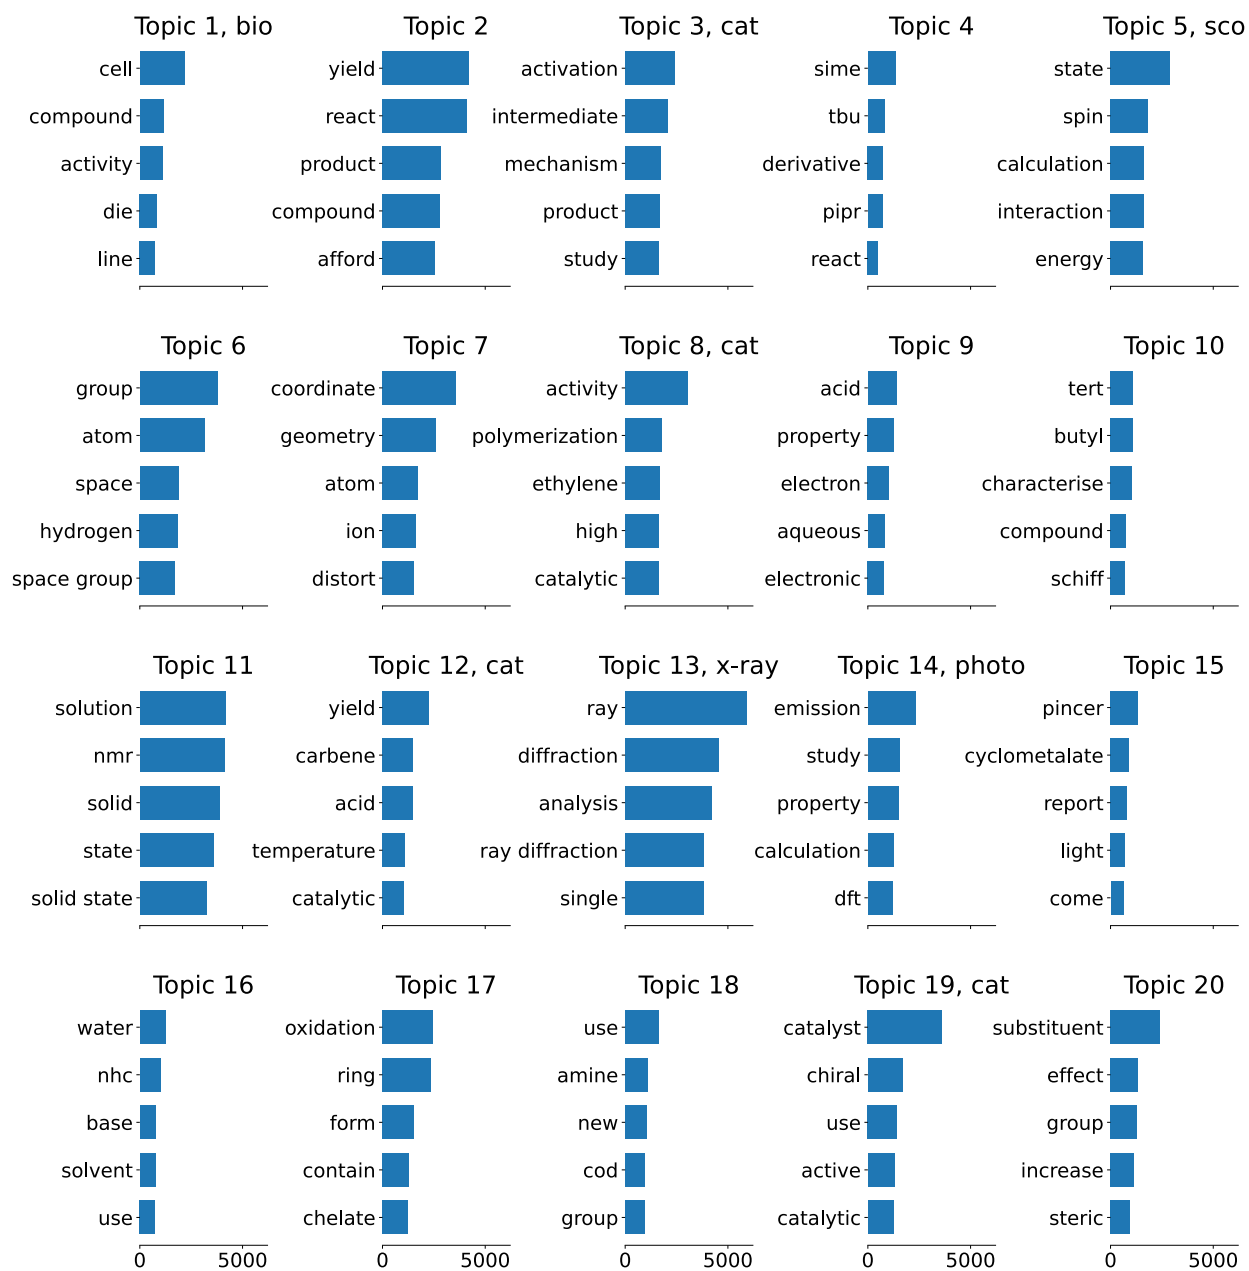 Topic 1, bio
cell
compound
activity
die
line
Topic 2
yield
react
product
compound
afford
Topic 3, cat
activation
intermediate
mechanism
product
study
Topic 4
sime
tbu
derivative
pipr
react
Topic 5, sco
state
spin
calculation
interaction
energy
Topic 6
group
atom
space
hydrogen
space group
Topic 7
coordinate
geometry
atom
ion
distort
Topic 8, cat
activity
polymerization
ethylene
high
catalytic
Topic 9
acid
property
electron
aqueous
electronic
Topic 10
tert
butyl
characterise
compound
schiff
Topic 11
solution
nmr
solid
state
solid state
Topic 12, cat
yield
carbene
acid
temperature
catalytic
Topic 13, x-ray
ray
diffraction
analysis
ray diffraction
single
Topic 14, photo
emission
study
property
calculation
dft
Topic 15
pincer
cyclometalate
report
light
come
Topic 16
water
nhc
base
solvent
use
0 5000
Topic 17
oxidation
ring
form
contain
chelate
0 5000
Topic 18
use
amine
new
cod
group
0 5000
Topic 19, cat
catalyst
chiral
use
active
catalytic
0 5000
Topic 20
substituent
effect
group
increase
steric
0 5000